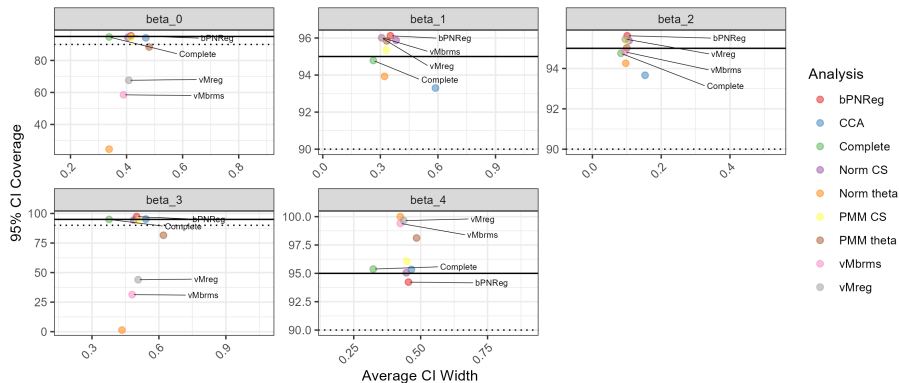 beta_0
beta_1
beta_2
bPNReg
Complete
vMreg
vMbrms
80
60
40
0.2
0.4
0.6
0.8
bPNReg
vMbrms
vMreg
Complete
96
94
92
90
0.0
0.3
0.6
0.9
bPNReg
vMreg
vMbrms
Complete
94
92
90
0.0
0.2
0.4
95% CI Coverage
beta_3
beta_4
bPNReg
Complete
vMreg
vMbrms
100
75
50
25
0
0.3
0.6
0.9
vMreg
vMbrms
Complete
bPNReg
100.0
97.5
95.0
92.5
90.0
0.25
0.50
0.75
Average CI Width
Analysis
bPNReg
CCA
Complete
Norm CS
Norm theta
PMM CS
PMM theta
vMbrms
vMreg